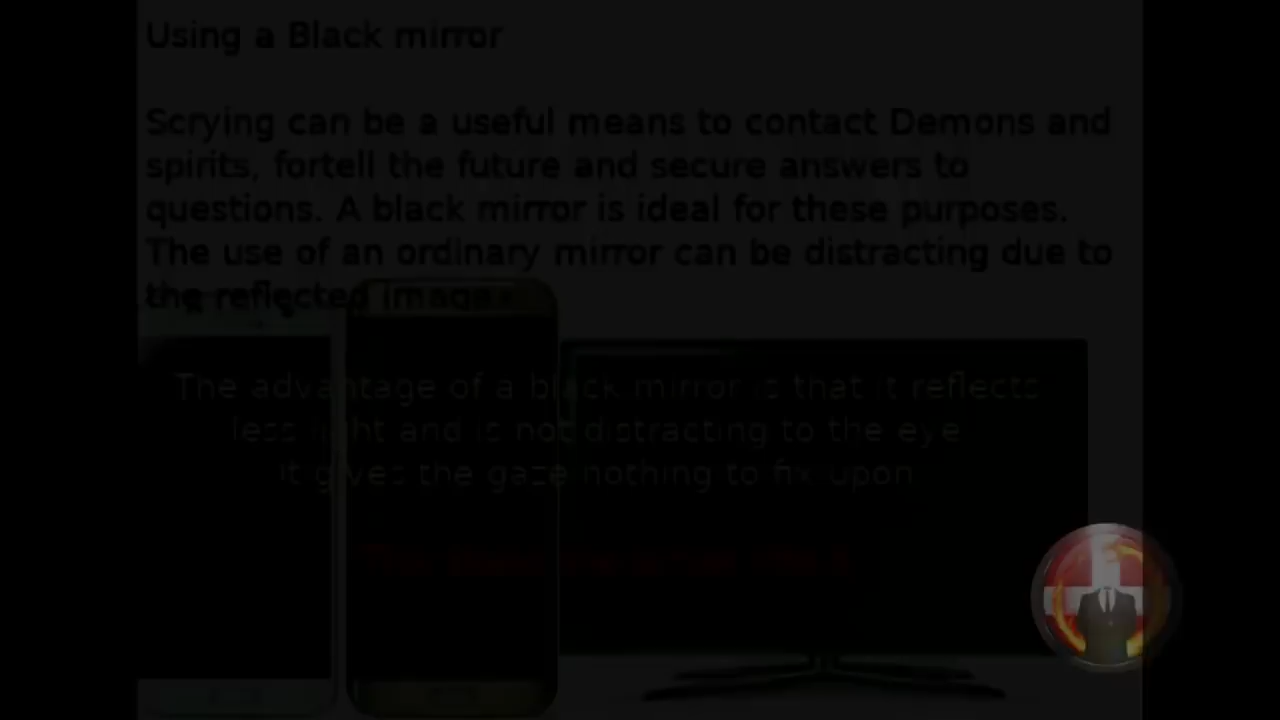 Using a Black mirror
Scrying can be a useful means to contact Demons and
spirits, fortell the future and secure answers to
questions. A black mirror is ideal for these purposes.
The use of an ordinary mirror can be distracting due to
the reflected image.
The advantage of a black mirror is that it reflects
less light and is not distracting to the eye
it gives the gaze nothing to fix upon